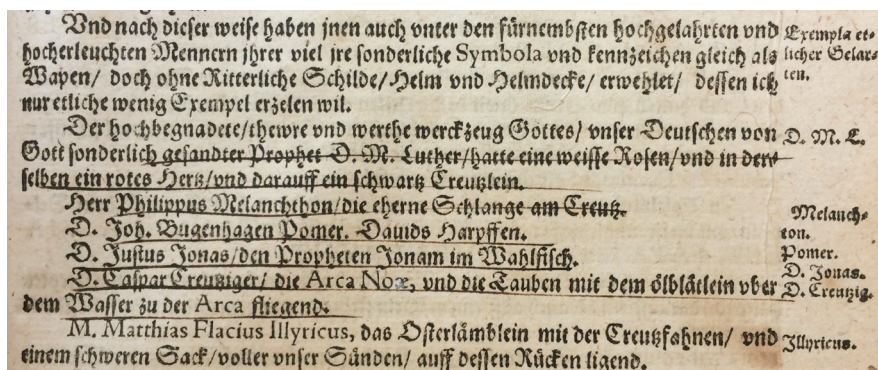 Vnd nach dieser weise haben jnen auch vnter den fürnembsten hochgelahrten vnd
hocherleuchten Mennern jhrer viel jre sonderliche Symbola vnd kennzeichen gleich als
Wapen/ doch ohne Ritterliche Schilde/ Helm vnd Helmdecke/ erwehlet/ dessen ich
nur etliche wenig Exempel erzelen wil.
Exempla et-
licher Gelar-
ten.
Der hochbegnadete/ thewre vnd werthe werckzeug Gottes/ vnser Deutschen von
Gott sonderlich gesandter Prophet D. M. Luther/ hatte eine weisse Rosen/ vnd in der-
selben ein rotes Hertz/ vnd darauff ein schwartz Creutzlein.
D. M. L.
Herr Philippus Melanchthon/ die eherne Schlange am Creutz.
Melanch-
ton.
D. Joh. Bugenhagen Pomer. Dauids Harpffen.
Pomer.
D. Justus Jonas/ den Propheten Jonam im Wahlfisch.
D. Jonas.
D. Caspar Creutziger/ die Arca Noæ, vnd die Tauben mit dem ölblätlein vber
dem Wasser zu der Arca fliegend.
D. Creutzig.
M. Matthias Flacius Illyricus, das Osterlämblein mit der Creutzfahnen/ vnd
einem schweren Sack/ voller vnser Sünden/ auff dessen Rücken ligend.
Illyricus.